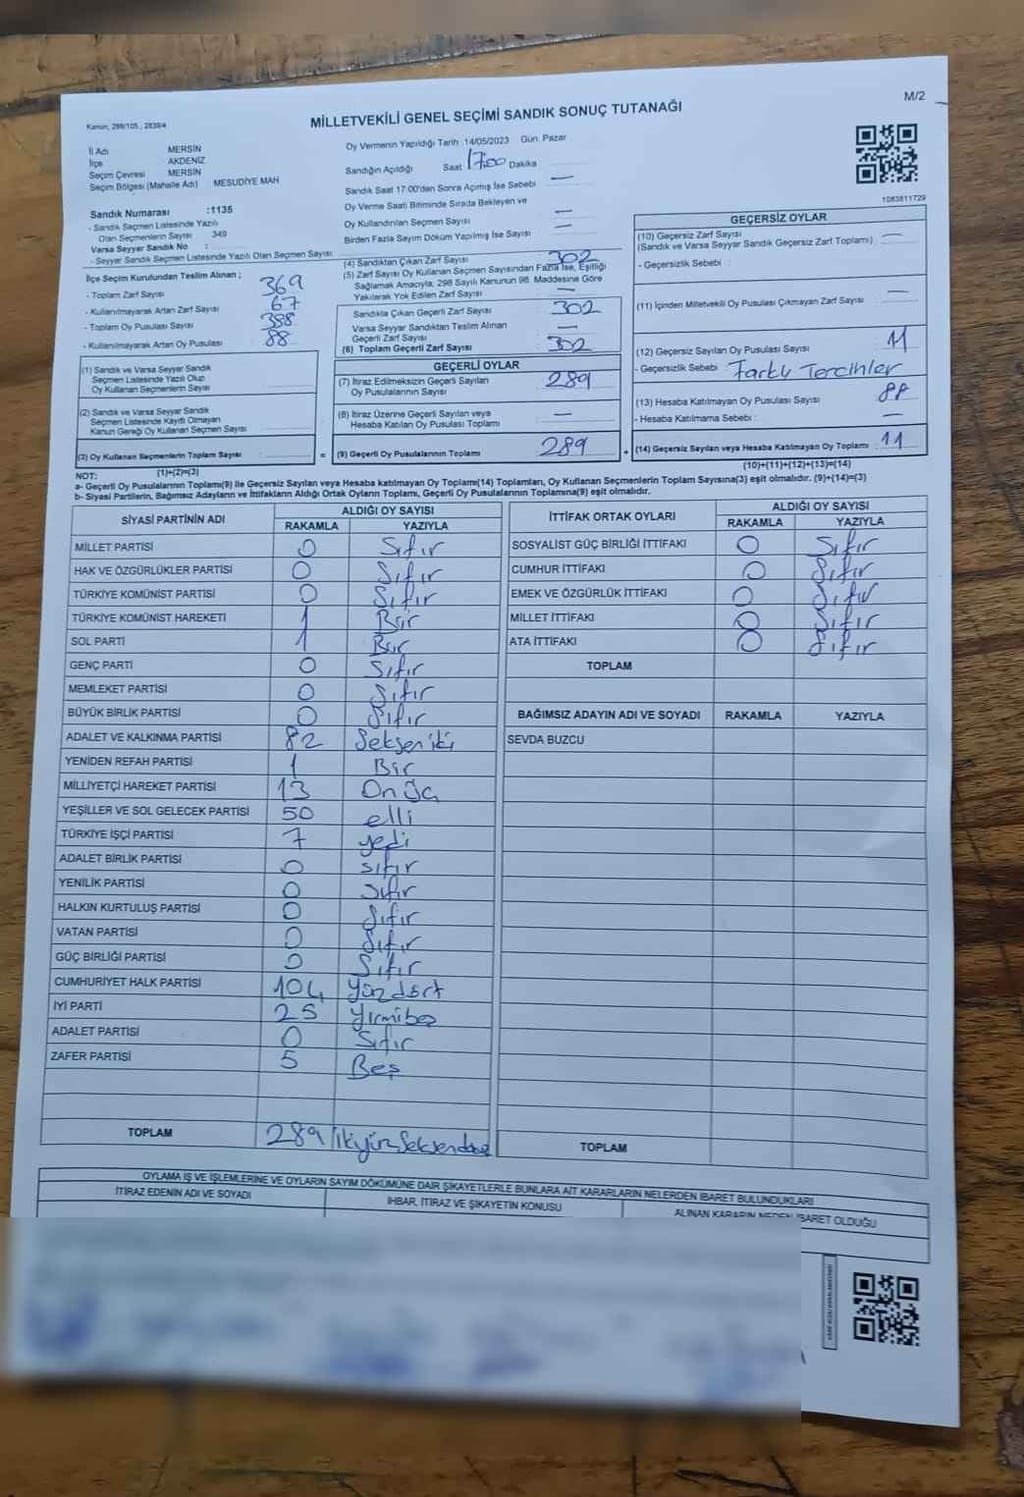 M/2
Kanun, 298/105, 2839/4
MİLLETVEKİLİ GENEL SEÇİMİ SANDIK SONUÇ TUTANAĞI
İl Adı MERSİN
İlçe AKDENİZ
Seçim Çevresi MERSİN
Seçim Bölgesi (Mahalle Adı) MESUDİYE MAH
Sandık Numarası :1135
- Sandık Seçmen Listesinde Yazılı
Olan Seçmenlerin Sayısı 349
Varsa Seyyar Sandık No :
- Seyyar Sandık Seçmen Listesinde Yazılı Olan Seçmen Sayısı
Oy Vermenin Yapıldığı Tarih :14/05/2023 Gün: Pazar
Sandığın Açıldığı Saat 17:00 Dakika
Sandık Saat 17:00'dan Sonra Açımış İse Sebebi —
Oy Verme Saati Bitiminde Sırada Bekleyen ve
Oy Kullandırılan Seçmen Sayısı —
Birden Fazla Sayım Döküm Yapılmış İse Sayısı —
1083811729
İlçe Seçim Kurulundan Teslim Alınan ;
- Toplam Zarf Sayısı 369
- Kullanılmayarak Artan Zarf Sayısı 67
- Toplam Oy Pusulası Sayısı 388
- Kullanılmayarak Artan Oy Pusulası 88
(4) Sandıktan Çıkan Zarf Sayısı 302
(5) Zarf Sayısı Oy Kullanan Seçmen Sayısından Fazla İse, Eşitliği
Sağlamak Amacıyla, 298 Sayılı Kanunun 98. Maddesine Göre
Yakılarak Yok Edilen Zarf Sayısı —
Sandıkla Çıkan Geçerli Zarf Sayısı 302
Varsa Seyyar Sandıktan Teslim Alınan
Geçerli Zarf Sayısı —
(6) Toplam Geçerli Zarf Sayısı 302
GEÇERSİZ OYLAR
(10) Geçersiz Zarf Sayısı —
(Sandık ve Varsa Seyyar Sandık Geçersiz Zarf Toplamı)
- Geçersizlik Sebebi :
(11) İçinden Milletvekili Oy Pusulası Çıkmayan Zarf Sayısı —
(12) Geçersiz Sayılan Oy Pusulası Sayısı 11
- Geçersizlik Sebebi : Farklı Tercihler
(13) Hesaba Katılmayan Oy Pusulası Sayısı
- Hesaba Katılmama Sebebi : —
(14) Geçersiz Sayılan veya Hesaba Katılmayan Oy Toplamı 11
(10)+(11)+(12)+(13)=(14)
(1) Sandık ve Varsa Seyyar Sandık
Seçmen Listesinde Yazılı Olup
Oy Kullanan Seçmenlerin Sayısı
(2) Sandık ve Varsa Seyyar Sandık
Seçmen Listesinde Kayıtlı Olmayan
Kanun Gereği Oy Kullanan Seçmen Sayısı
(3) Oy Kullanan Seçmenlerin Toplam Sayısı
(1)+(2)=(3)
GEÇERLİ OYLAR
(7) İtiraz Edilmeksizin Geçerli Sayılan
Oy Pusulalarının Sayısı 289
(8) İtiraz Üzerine Geçerli Sayılan veya
Hesaba Katılan Oy Pusulası Toplamı —
= (9) Geçerli Oy Pusulalarının Toplamı 289 +
NOT:
a- Geçerli Oy Pusulalarının Toplamı(9) ile Geçersiz Sayılan veya Hesaba katılmayan Oy Toplamı(14) Toplamları, Oy Kullanan Seçmenlerin Toplam Sayısına(3) eşit olmalıdır. (9)+(14)=(3)
b- Siyasi Partilerin, Bağımsız Adayların ve İttifakların Aldığı Ortak Oyların Toplamı, Geçerli Oy Pusulalarının Toplamına(9) eşit olmalıdır.
SİYASİ PARTİNİN ADI ALDIĞI OY SAYISI
RAKAMLA YAZIYLA
MİLLET PARTİSİ 0 Sıfır
HAK VE ÖZGÜRLÜKLER PARTİSİ 0 Sıfır
TÜRKİYE KOMÜNİST PARTİSİ 0 Sıfır
TÜRKİYE KOMÜNİST HAREKETİ 1 Bir
SOL PARTİ 1 Bir
GENÇ PARTİ 0 Sıfır
MEMLEKET PARTİSİ 0 Sıfır
BÜYÜK BİRLİK PARTİSİ 0 Sıfır
ADALET VE KALKINMA PARTİSİ 82 Seksen iki
YENİDEN REFAH PARTİSİ 1 Bir
MİLLİYETÇİ HAREKET PARTİSİ 13 On üç
YEŞİLLER VE SOL GELECEK PARTİSİ 50 elli
TÜRKİYE İŞÇİ PARTİSİ 7 yedi
ADALET BİRLİK PARTİSİ 0 sıfır
YENİLİK PARTİSİ 0 Sıfır
HALKIN KURTULUŞ PARTİSİ 0 Sıfır
VATAN PARTİSİ 0 Sıfır
GÜÇ BİRLİĞİ PARTİSİ 0 Sıfır
CUMHURİYET HALK PARTİSİ 104 Yüz dört
İYİ PARTİ 25 Yirmibeş
ADALET PARTİSİ 0 Sıfır
ZAFER PARTİSİ 5 Beş
TOPLAM 289 ikiyüzSeksendokuz
İTTİFAK ORTAK OYLARI ALDIĞI OY SAYISI
RAKAMLA YAZIYLA
SOSYALİST GÜÇ BİRLİĞİ İTTİFAKI 0 Sıfır
CUMHUR İTTİFAKI 0 Sıfır
EMEK VE ÖZGÜRLÜK İTTİFAKI 0 Sıfır
MİLLET İTTİFAKI 0 Sıfır
ATA İTTİFAKI 0 Sıfır
TOPLAM
BAĞIMSIZ ADAYIN ADI VE SOYADI RAKAMLA YAZIYLA
SEVDA BUZCU
TOPLAM
OYLAMA İŞ VE İŞLEMLERİNE VE OYLARIN SAYIM DÖKÜMÜNE DAİR ŞİKAYETLERLE BUNLARA AİT KARARLARIN NELERDEN İBARET BULUNDUKLARI
İTİRAZ EDENİN ADI VE SOYADI İHBAR, İTİRAZ VE ŞİKAYETİN KONUSU ALINAN KARARIN NEDEN İBARET OLDUĞU